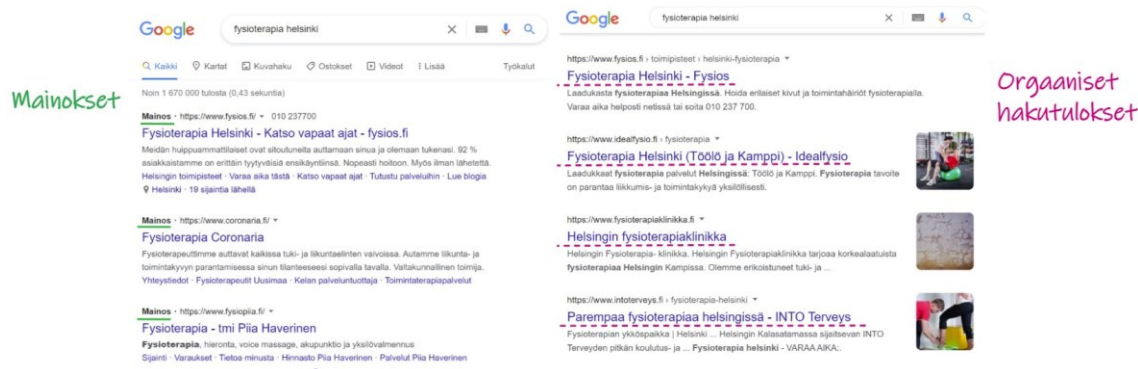 Mainokset
Google
fysioterapia helsinki
Kaikki Kartat Kuvahaku Ostokset Videot Lisää Työkalut
Noin 1 670 000 tulosta (0,43 sekuntia)
Mainos · https://www.fysios.fi/ 010 237700
Fysioterapia Helsinki - Katso vapaat ajat - fysios.fi
Meidän huippuammattilaiset ovat sitoutuneita auttamaan sinua ja olemaan tukenasi. 92 %
asiakkaistamme on erittäin tyytyväisiä ensikäyntiinsä. Nopeasti hoitoon. Myös ilman lähetettä.
Helsingin toimipisteet · Varaa aika tästä · Katso vapaat ajat · Tutustu palveluihin · Lue blogia
Helsinki · 19 sijaintia lähellä
Mainos · https://www.coronaria.fi/
Fysioterapia Coronaria
Fysioterapeuttimme auttavat kaikissa tuki- ja liikuntaelinten vaivoissa. Autamme liikunta- ja
toimintakyvyn parantamisessa sinun tilanteeseesi sopivalla tavalla. Valtakunnallinen toimija.
Yhteystiedot · Fysioterapeutit Uusimaa · Kelan palveluntuottaja · Toimintaterapiapalvelut
Mainos · https://www.fysiopiia.fi/
Fysioterapia - tmi Piia Haverinen
Fysioterapia, hieronta, voice massage, akupunktio ja yksilövalmennus
Sijainti · Varaukset · Tietoa minusta · Hinnasto Piia Haverinen · Palvelut Piia Haverinen
Google
fysioterapia helsinki
https://www.fysios.fi › toimipisteet › helsinki-fysioterapia
Fysioterapia Helsinki - Fysios
Laadukasta fysioterapiaa Helsingissä. Hoida erilaiset kivut ja toimintahäiriöt fysioterapialla.
Varaa aika helposti netissä tai soita 010 237 700.
https://www.idealfysio.fi › fysioterapia
Fysioterapia Helsinki (Töölö ja Kamppi) - Idealfysio
Laadukkaat fysioterapia palvelut Helsingissä: Töölö ja Kamppi. Fysioterapia tavoite
on parantaa liikkumis- ja toimintakykyä yksilöllisesti.
https://www.fysioterapiaklinikka.fi
Helsingin fysioterapiaklinikka
Helsingin Fysioterapia- klinikka. Helsingin Fysioterapiaklinikka tarjoaa korkealaatuista
fysioterapiaa Helsingin Kampissa. Olemme erikoistuneet tuki- ja ...
https://www.intoterveys.fi › fysioterapia-helsinki
Parempaa fysioterapiaa helsingissä - INTO Terveys
Fysioterapian ykköspaikka | Helsinki ... Helsingin Kalasatamassa sijaitsevan INTO
Terveyden pitkän koulutus- ja ... Fysioterapia helsinki - VARAA AIKA:.
Orgaaniset
hakutulokset